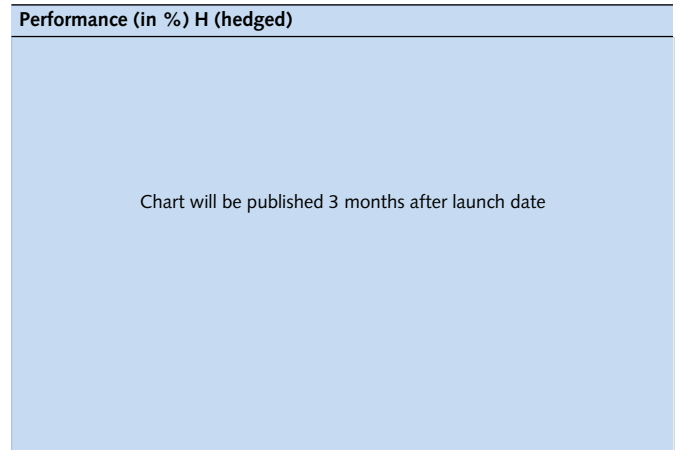 Performance (in %) H (hedged)
Chart will be published 3 months after launch date